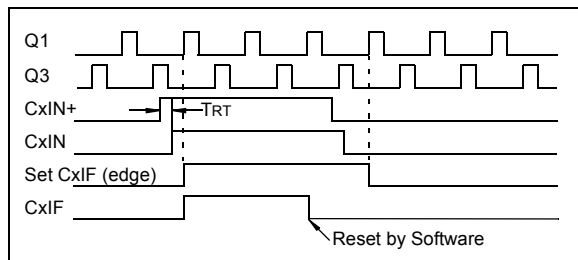 Q1
Q3
CxIN+
TRT
CxIN
Set CxIF (edge)
CxIF
Reset by Software